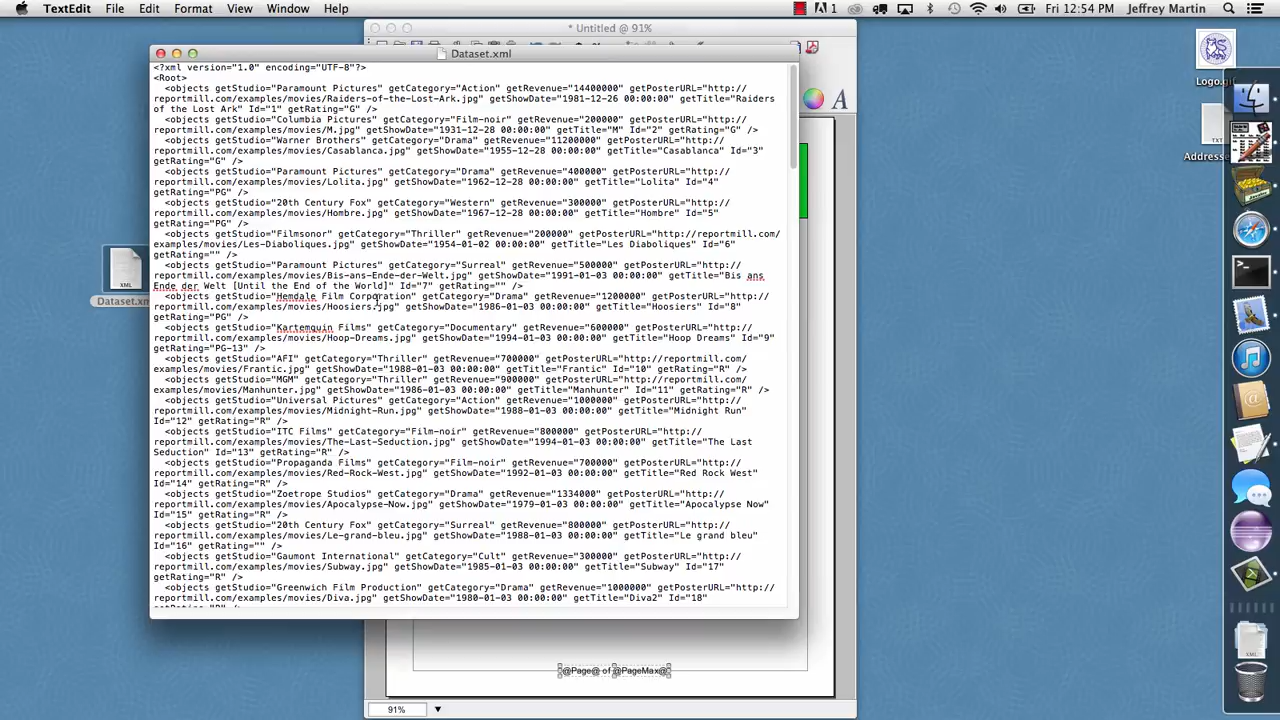 TextEdit File Edit Format View Window Help 1 Fri 12:54 PM Jeffrey Martin
* Untitled @ 91%
Dataset.xml
<?xml version="1.0" encoding="UTF-8"?>
<Root>
<objects getStudio="Paramount Pictures" getCategory="Action" getRevenue="14400000" getPosterURL="http://
reportmill.com/examples/movies/Raiders-of-the-Lost-Ark.jpg" getShowDate="1981-12-26 00:00:00" getTitle="Raiders
of the Lost Ark" Id="1" getRating="G" />
<objects getStudio="Columbia Pictures" getCategory="Film-noir" getRevenue="200000" getPosterURL="http://
reportmill.com/examples/movies/M.jpg" getShowDate="1931-12-28 00:00:00" getTitle="M" Id="2" getRating="G" />
<objects getStudio="Warner Brothers" getCategory="Drama" getRevenue="1120000" getPosterURL="http://
reportmill.com/examples/movies/Casablanca.jpg" getShowDate="1955-12-28 00:00:00" getTitle="Casablanca" Id="3"
getRating="G" />
<objects getStudio="Paramount Pictures" getCategory="Drama" getRevenue="400000" getPosterURL="http://
reportmill.com/examples/movies/Lolita.jpg" getShowDate="1962-12-28 00:00:00" getTitle="Lolita" Id="4"
getRating="PG" />
<objects getStudio="20th Century Fox" getCategory="Western" getRevenue="300000" getPosterURL="http://
reportmill.com/examples/movies/Hombre.jpg" getShowDate="1967-12-28 00:00:00" getTitle="Hombre" Id="5"
getRating="PG" />
<objects getStudio="Filmsonor" getCategory="Thriller" getRevenue="200000" getPosterURL="http://reportmill.com/
examples/movies/Les-Diaboliques.jpg" getShowDate="1954-01-02 00:00:00" getTitle="Les Diaboliques" Id="6"
getRating="" />
<objects getStudio="Paramount Pictures" getCategory="Surreal" getRevenue="500000" getPosterURL="http://
reportmill.com/examples/movies/Bis-ans-Ende-der-Welt.jpg" getShowDate="1991-01-03 00:00:00" getTitle="Bis ans
Ende der Welt [Until the End of the World]" Id="7" getRating="" />
<objects getStudio="Hemdale Film Corporation" getCategory="Drama" getRevenue="1200000" getPosterURL="http://
reportmill.com/examples/movies/Hoosiers.jpg" getShowDate="1986-01-03 00:00:00" getTitle="Hoosiers" Id="8"
getRating="PG" />
<objects getStudio="Kartemquin Films" getCategory="Documentary" getRevenue="600000" getPosterURL="http://
reportmill.com/examples/movies/Hoop-Dreams.jpg" getShowDate="1994-01-03 00:00:00" getTitle="Hoop Dreams" Id="9"
getRating="PG-13" />
<objects getStudio="AFI" getCategory="Thriller" getRevenue="700000" getPosterURL="http://reportmill.com/
examples/movies/Frantic.jpg" getShowDate="1988-01-03 00:00:00" getTitle="Frantic" Id="10" getRating="R" />
<objects getStudio="MGM" getCategory="Thriller" getRevenue="900000" getPosterURL="http://reportmill.com/
examples/movies/Manhunter.jpg" getShowDate="1986-01-03 00:00:00" getTitle="Manhunter" Id="11" getRating="R" />
<objects getStudio="Universal Pictures" getCategory="Action" getRevenue="1000000" getPosterURL="http://
reportmill.com/examples/movies/Midnight-Run.jpg" getShowDate="1988-01-03 00:00:00" getTitle="Midnight Run"
Id="12" getRating="R" />
<objects getStudio="ITC Films" getCategory="Film-noir" getRevenue="800000" getPosterURL="http://
reportmill.com/examples/movies/The-Last-Seduction.jpg" getShowDate="1994-01-03 00:00:00" getTitle="The Last
Seduction" Id="13" getRating="R" />
<objects getStudio="Propaganda Films" getCategory="Film-noir" getRevenue="700000" getPosterURL="http://
reportmill.com/examples/movies/Red-Rock-West.jpg" getShowDate="1992-01-03 00:00:00" getTitle="Red Rock West"
Id="14" getRating="R" />
<objects getStudio="Zoetrope Studios" getCategory="Drama" getRevenue="1334000" getPosterURL="http://
reportmill.com/examples/movies/Apocalypse-Now.jpg" getShowDate="1979-01-03 00:00:00" getTitle="Apocalypse Now"
Id="15" getRating="R" />
<objects getStudio="20th Century Fox" getCategory="Surreal" getRevenue="800000" getPosterURL="http://
reportmill.com/examples/movies/Le-grand-bleu.jpg" getShowDate="1988-01-03 00:00:00" getTitle="Le grand bleu"
Id="16" getRating="" />
<objects getStudio="Gaumont International" getCategory="Cult" getRevenue="300000" getPosterURL="http://
reportmill.com/examples/movies/Subway.jpg" getShowDate="1985-01-03 00:00:00" getTitle="Subway" Id="17"
getRating="R" />
<objects getStudio="Greenwich Film Production" getCategory="Drama" getRevenue="1000000" getPosterURL="http://
reportmill.com/examples/movies/Diva.jpg" getShowDate="1980-01-03 00:00:00" getTitle="Diva2" Id="18"
@Page@ of @PageMax@
91%
XML
Dataset.xm
Logo.gif
TXT
Addresse
XML